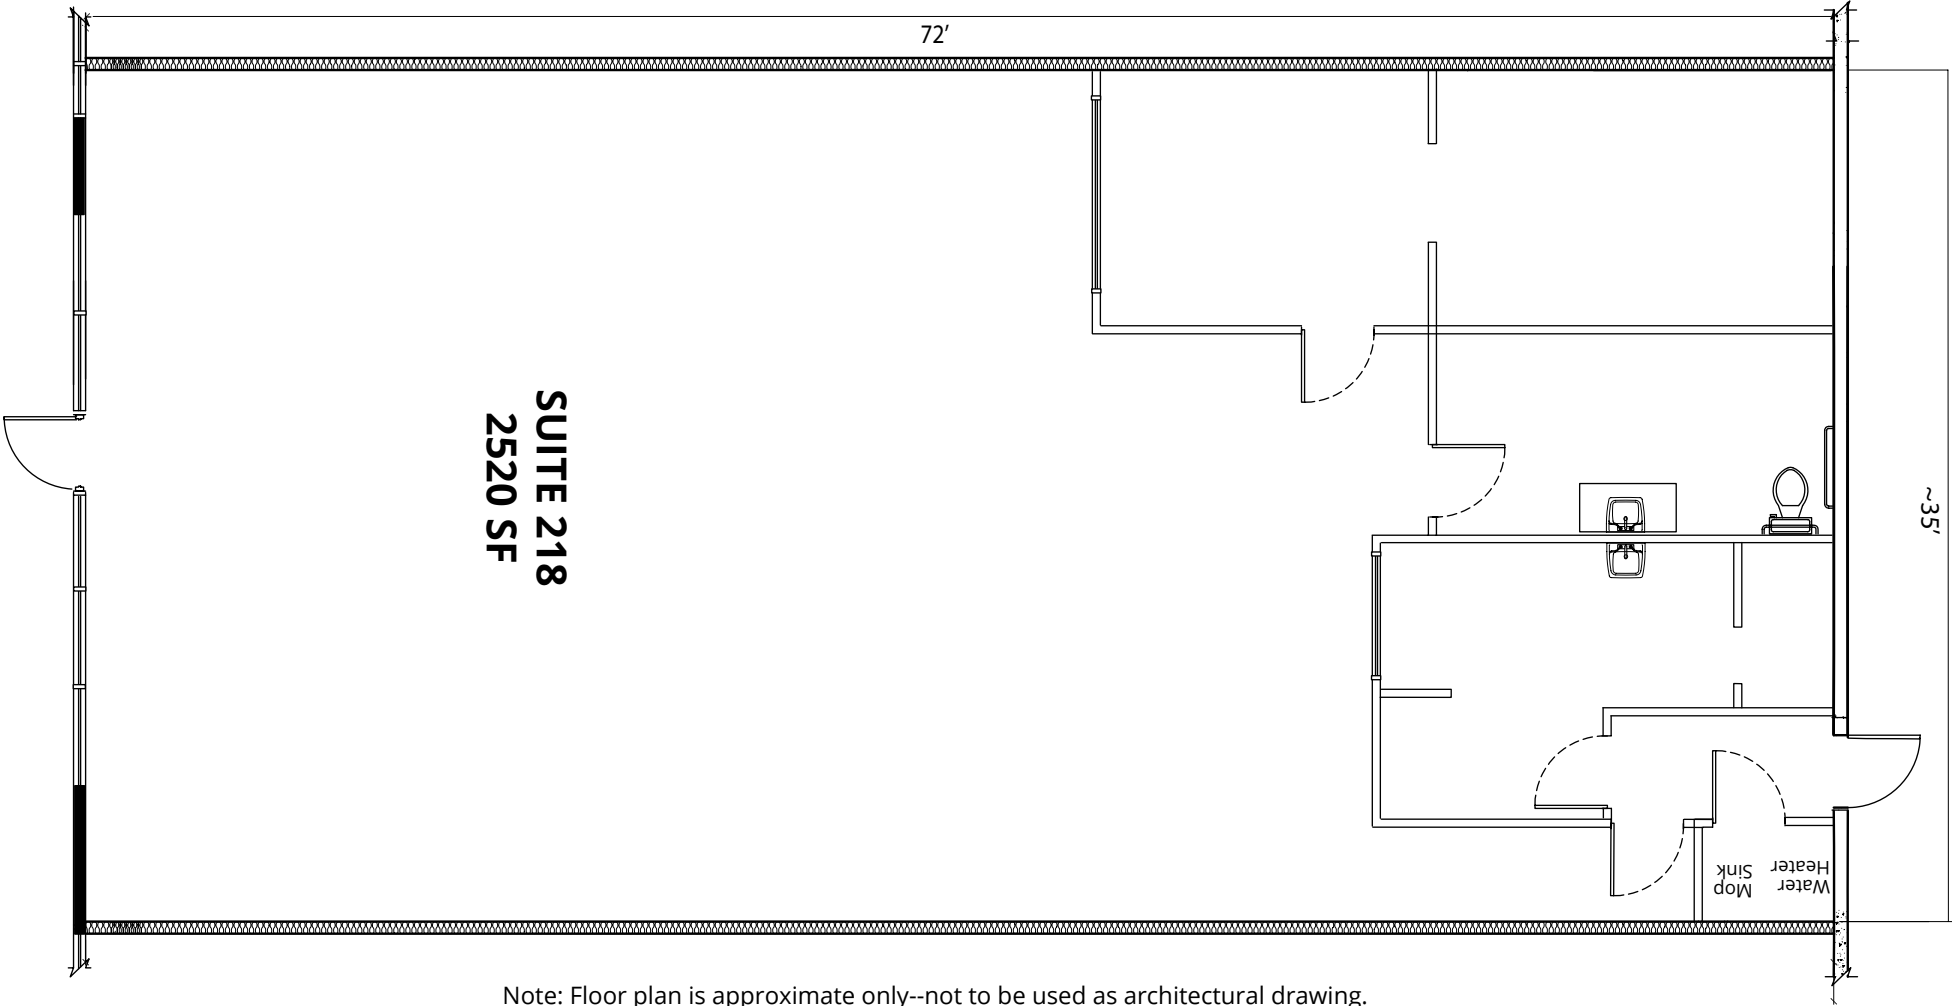 72’
SUITE 218
2520 SF
~35’
Mop
Sink
Water
Heater
Note: Floor plan is approximate only--not to be used as architectural drawing.